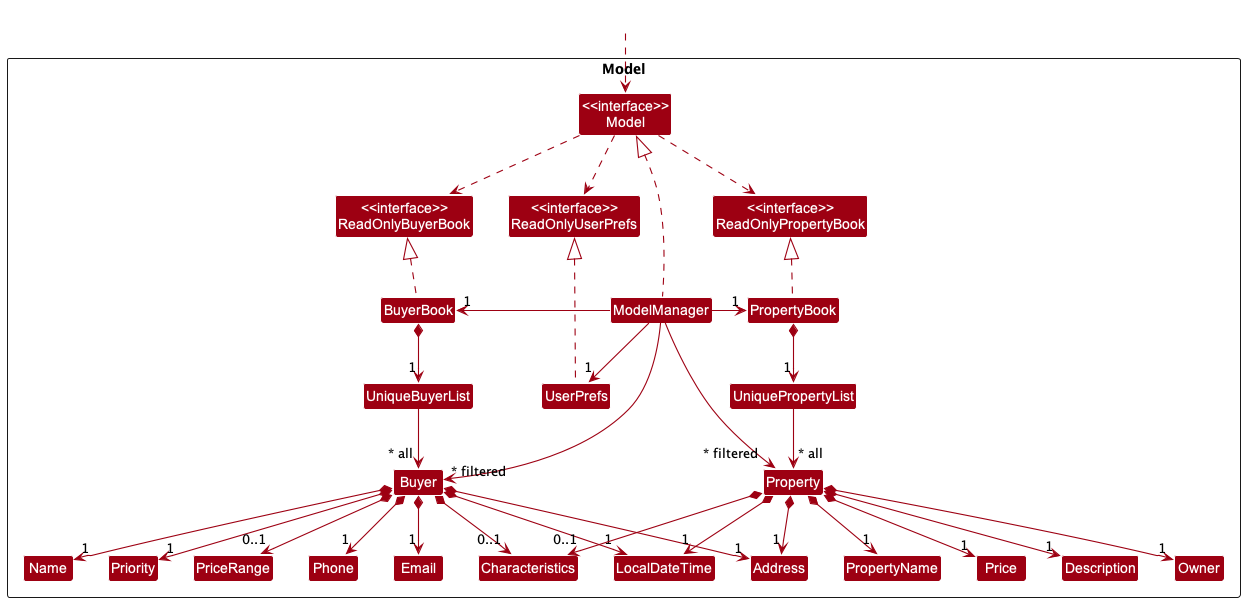 Model
<<interface>>
Model
<<interface>>
ReadOnlyBuyerBook
<<interface>>
ReadOnlyUserPrefs
<<interface>>
ReadOnlyPropertyBook
BuyerBook
1
ModelManager
1
PropertyBook
1
1
1
UniqueBuyerList
UserPrefs
UniquePropertyList
* all
* filtered
* filtered
* all
Buyer
Property
1
1
0..1
1
1
0..1
0..1
1
1
1
1
1
1
1
1
Name
Priority
PriceRange
Phone
Email
Characteristics
LocalDateTime
Address
PropertyName
Price
Description
Owner